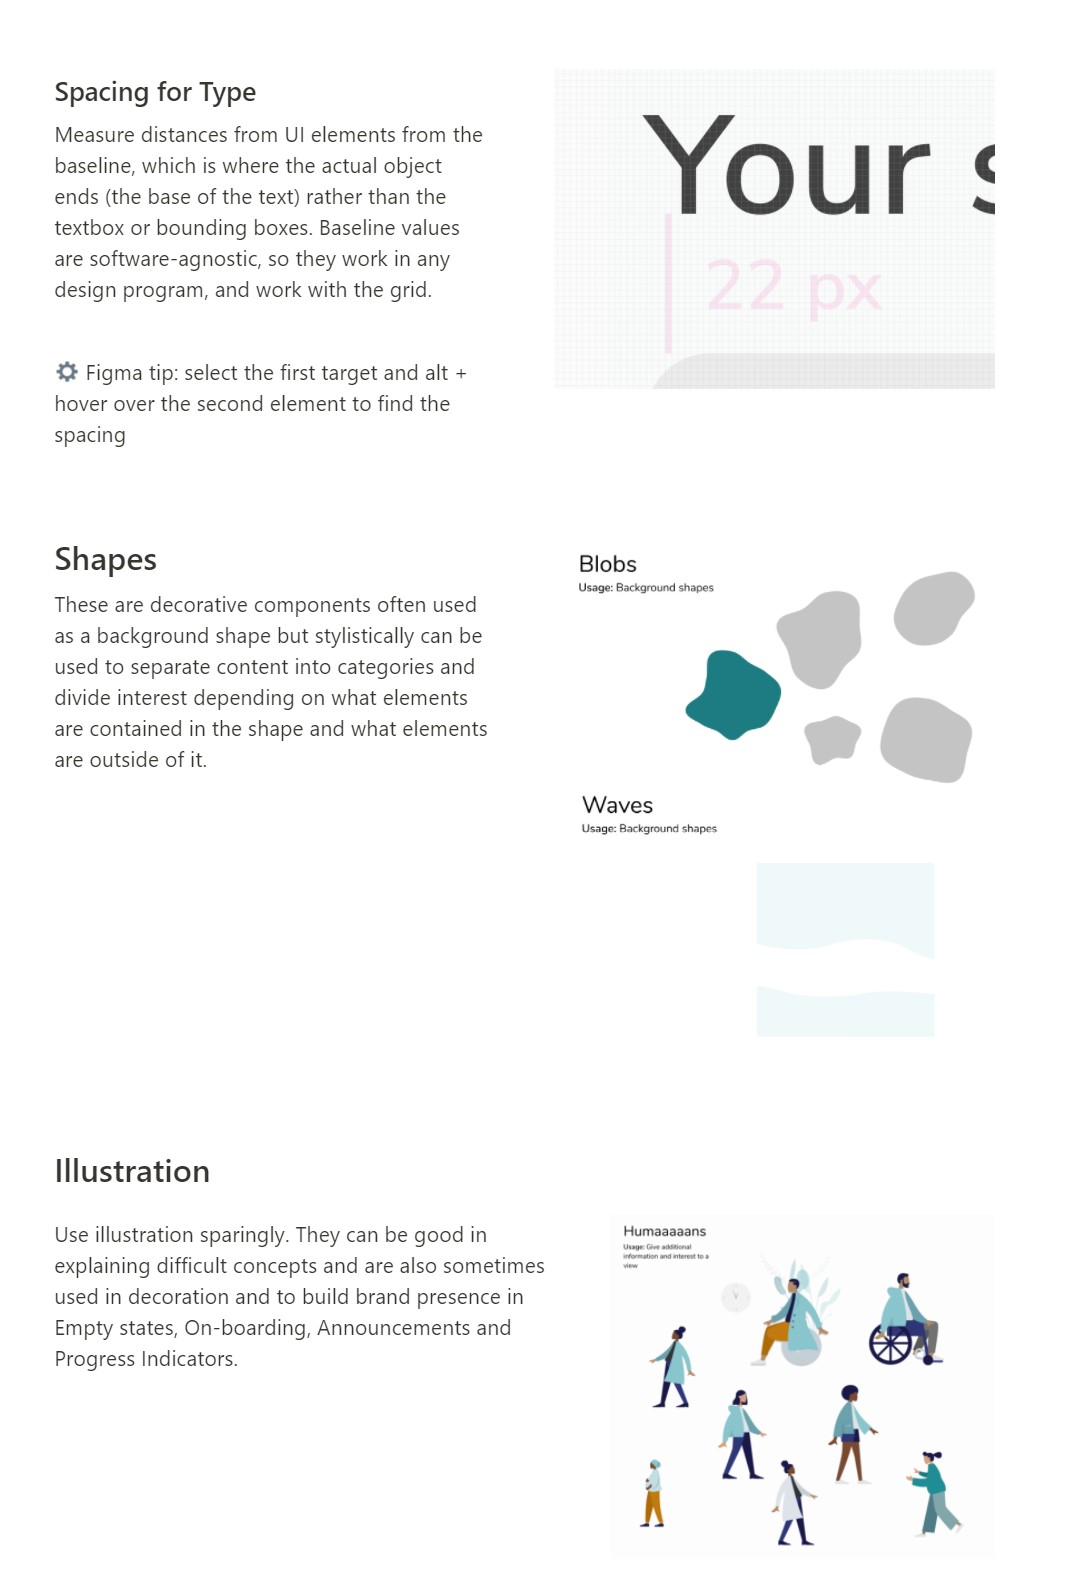 Spacing for Type
Measure distances from UI elements from the
baseline, which is where the actual object
ends (the base of the text) rather than the
textbox or bounding boxes. Baseline values
are software-agnostic, so they work in any
design program, and work with the grid.
Figma tip: select the first target and alt +
hover over the second element to find the
spacing
Your s
22 px
Shapes
These are decorative components often used
as a background shape but stylistically can be
used to separate content into categories and
divide interest depending on what elements
are contained in the shape and what elements
are outside of it.
Blobs
Usage: Background shapes
Waves
Usage: Background shapes
Illustration
Use illustration sparingly. They can be good in
explaining difficult concepts and are also sometimes
used in decoration and to build brand presence in
Empty states, On-boarding, Announcements and
Progress Indicators.
Humaaaaans
Usage: Give additional
information and interest to a
view